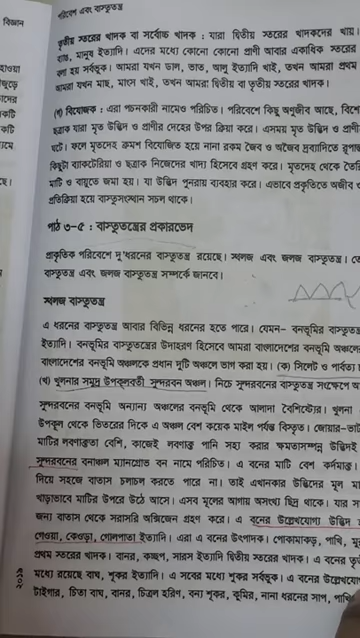 বিজ্ঞান
পরিবেশ এবং বাস্তুতন্ত্র
তৃতীয় স্তরের খাদক বা সর্বোচ্চ খাদক : যারা দ্বিতীয় স্তরের খাদকদের খায়।
বাঘ, মানুষ ইত্যাদি। এদের মধ্যে কোনো কোনো প্রাণী আবার একাধিক স্তরের
বলা হয় সর্বভুক। আমরা যখন ডাল, ভাত, আলু ইত্যাদি খাই, তখন আমরা প্রথম
আমরা যখন মাছ, মাংস খাই, তখন আমরা দ্বিতীয় বা তৃতীয় স্তরের খাদক।
(গ) বিযোজক : এরা পচনকারী নামেও পরিচিত। পরিবেশে কিছু অণুজীব আছে, বিশে
ছত্রাক যারা মৃত উদ্ভিদ ও প্রাণীর দেহের উপর ক্রিয়া করে। এসময় মৃত উদ্ভিদ ও প্রাণী
ঘটে। ফলে মৃতদেহ ক্রমশ বিযোজিত হয়ে নানা রকম জৈব ও অজৈব দ্রব্যাদিতে রূপা
কিছুটা ব্যাকটেরিয়া ও ছত্রাক নিজেদের খাদ্য হিসেবে গ্রহণ করে। মৃতদেহ থেকে তৈরি
মাটি ও বায়ুতে জমা হয়। যা উদ্ভিদ পুনরায় ব্যবহার করে। এভাবে প্রকৃতিতে অজীব ও
প্রতিক্রিয়া হয়ে বাস্তুসংস্থান সচল থাকে।
পাঠ ৩-৫ : বাস্তুতন্ত্রের প্রকারভেদ
প্রাকৃতিক পরিবেশে দু'ধরনের বাস্তুতন্ত্র রয়েছে। স্থলজ এবং জলজ বাস্তুতন্ত্র। তো
বাস্তুতন্ত্র এবং জলজ বাস্তুতন্ত্র সম্পর্কে জানবে।
স্থলজ বাস্তুতন্ত্র
এ ধরনের বাস্তুতন্ত্র আবার বিভিন্ন ধরনের হতে পারে। যেমন- বনভূমির বাস্তুতন্ত্র
ইত্যাদি। বনভূমির বাস্তুতন্ত্রের উদাহরণ হিসেবে আমরা বাংলাদেশের বনভূমি অঞ্চলে
বাংলাদেশের বনভূমি অঞ্চলকে প্রধান দুটি অঞ্চলে ভাগ করা হয়। (ক) সিলেট ও পার্বত্য চ
(খ) খুলনার সমুদ্র উপকূলবর্তী সুন্দরবন অঞ্চল। নিচে সুন্দরবনের বাস্তুতন্ত্র সংক্ষেপে আ
সুন্দরবনের বনভূমি অন্যান্য অঞ্চলের বনভূমি থেকে আলাদা বৈশিষ্ট্যের। খুলনা
উপকূল থেকে ভিতরের দিকে এ অঞ্চল বেশ কয়েক মাইল পর্যন্ত বিস্তৃত। জোয়ার-ভাট
মাটির লবণাক্ততা বেশি, কাজেই লবণাক্ত পানি সহ্য করার ক্ষমতাসম্পন্ন উদ্ভিদই
সুন্দরবনের বনাঞ্চল ম্যানগ্রোভ বন নামে পরিচিত। এ বনের মাটি বেশ কর্দমাক্ত।
দিয়ে সহজে বাতাস চলাচল করতে পারে না। তাই এখানকার উদ্ভিদের মূল মা
খাড়াভাবে মাটির উপরে উঠে আসে। এসব মূলের আগায় অসংখ্য ছিদ্র থাকে। যার স
জন্য বাতাস থেকে সরাসরি অক্সিজেন গ্রহণ করে। এ বনের উল্লেখযোগ্য উদ্ভিদ
গেওয়া, কেওড়া, গোলপাতা ইত্যাদি। এরা এ বনের উৎপাদক। পোকামাকড়, পাখি, মু
প্রথম স্তরের খাদক। বানর, কচ্ছপ, সারস ইত্যাদি দ্বিতীয় স্তরের খাদক। এ বনের তৃ
মধ্যে রয়েছে বাঘ, শূকর ইত্যাদি। এ সবের মধ্যে শূকর সর্বভুক। এ বনের উল্লেখযো
টাইগার, চিতা বাঘ, বানর, চিত্রল হরিণ, বন্য শূকর, কুমির, নানা ধরনের সাপ, পাখি
২০১৯